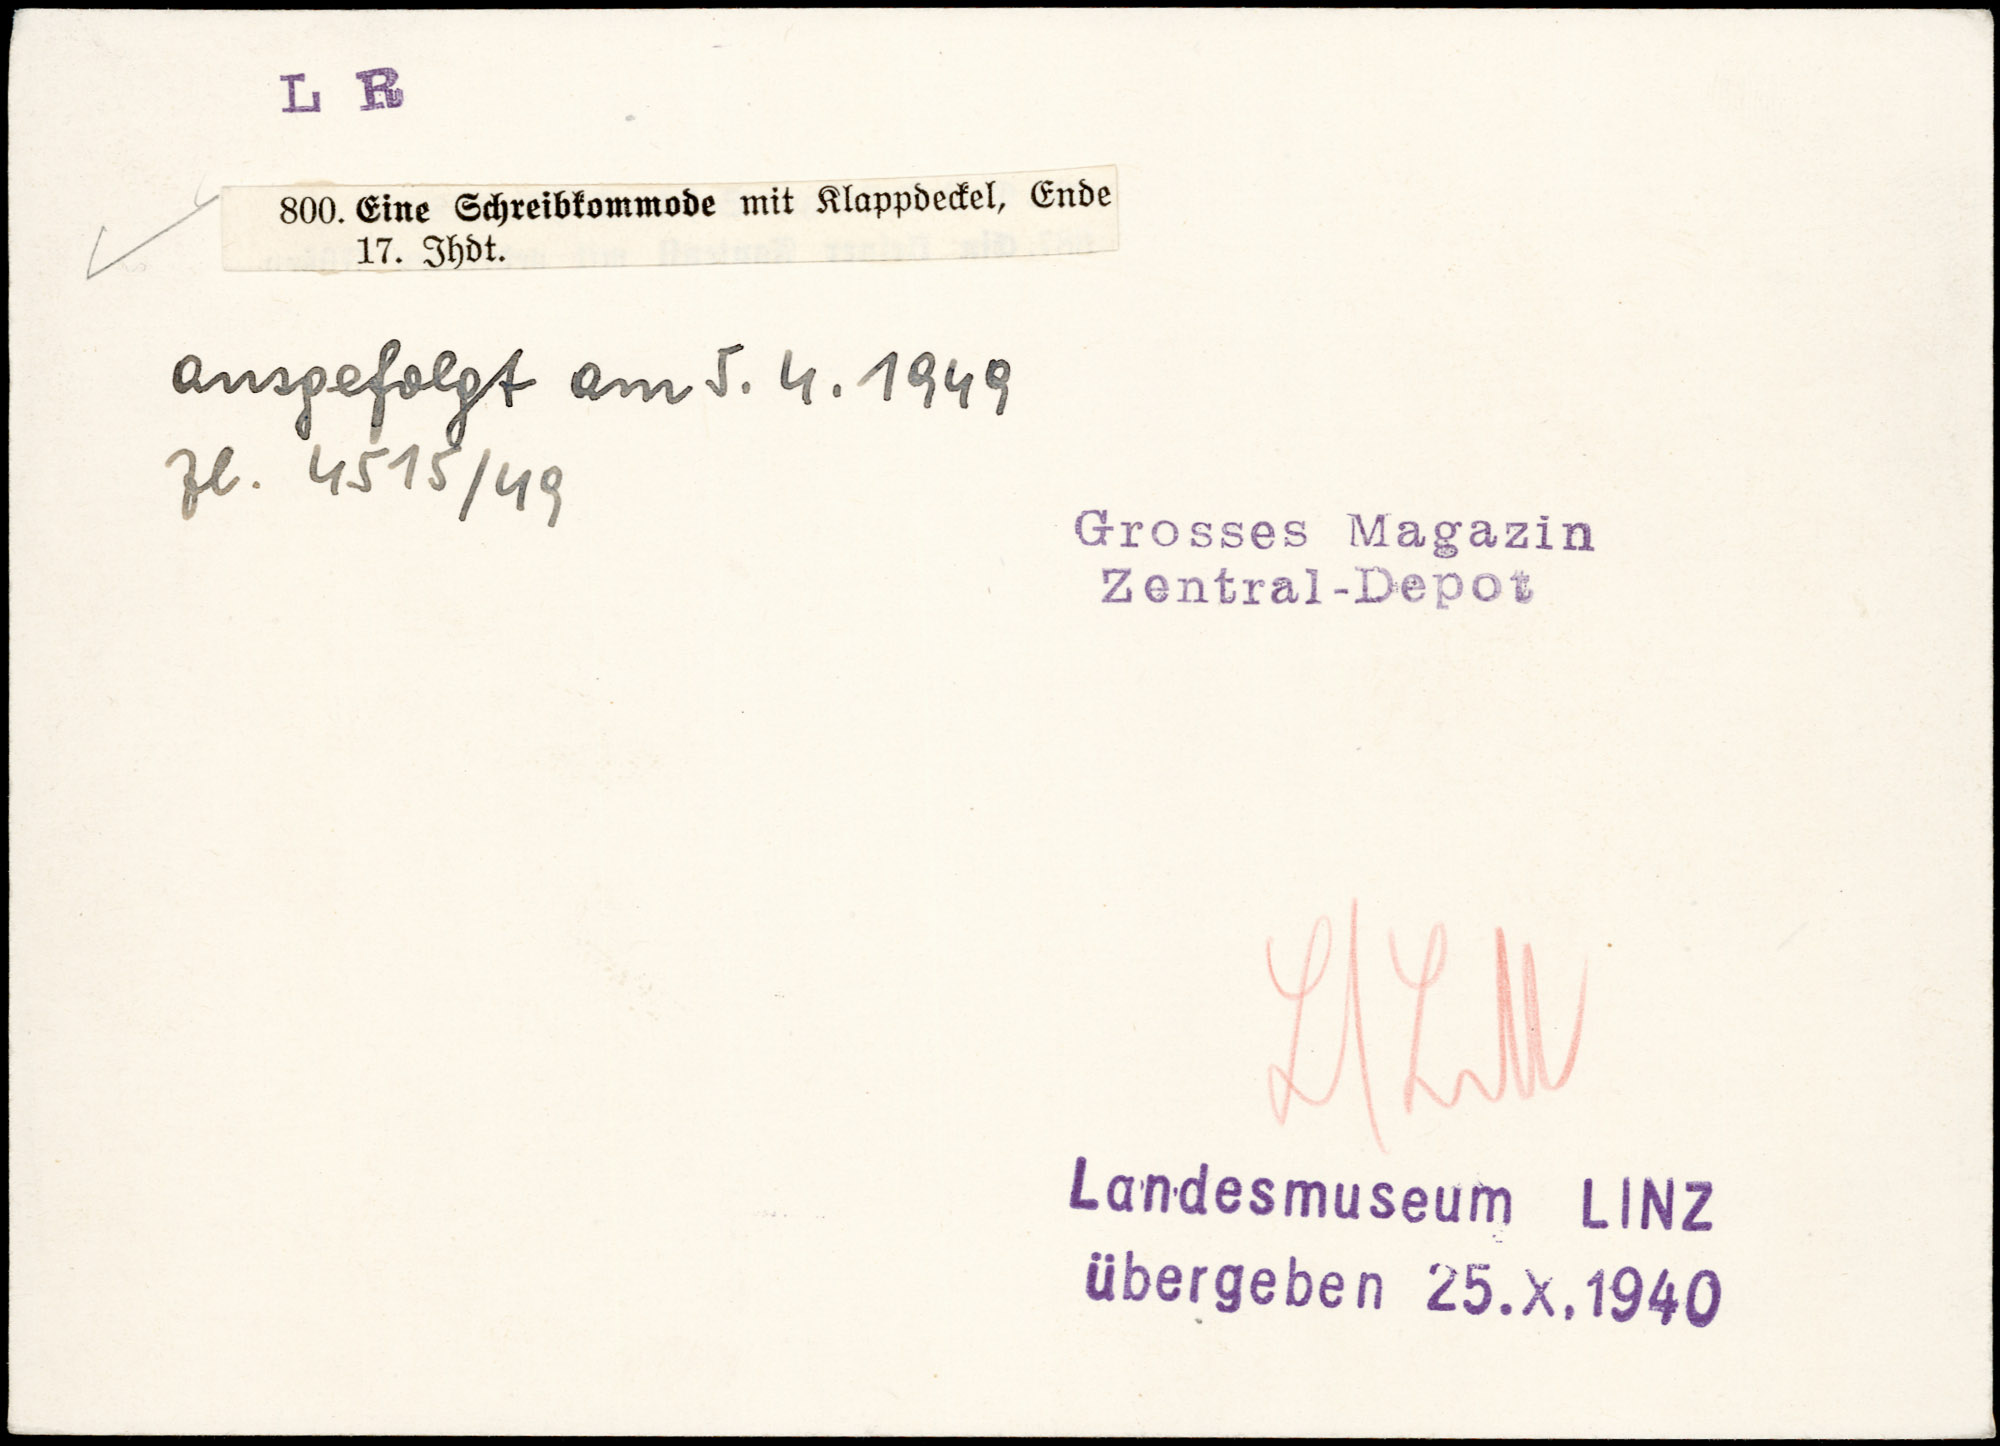 L R
800. Eine Schreibkommode mit Klappdeckel, Ende
17. Jhdt.
ausgefolgt am 5. 4. 1949
Zl. 4515/49
Grosses Magazin
Zentral-Depot
Landesmuseum LINZ
übergeben 25.X.1940